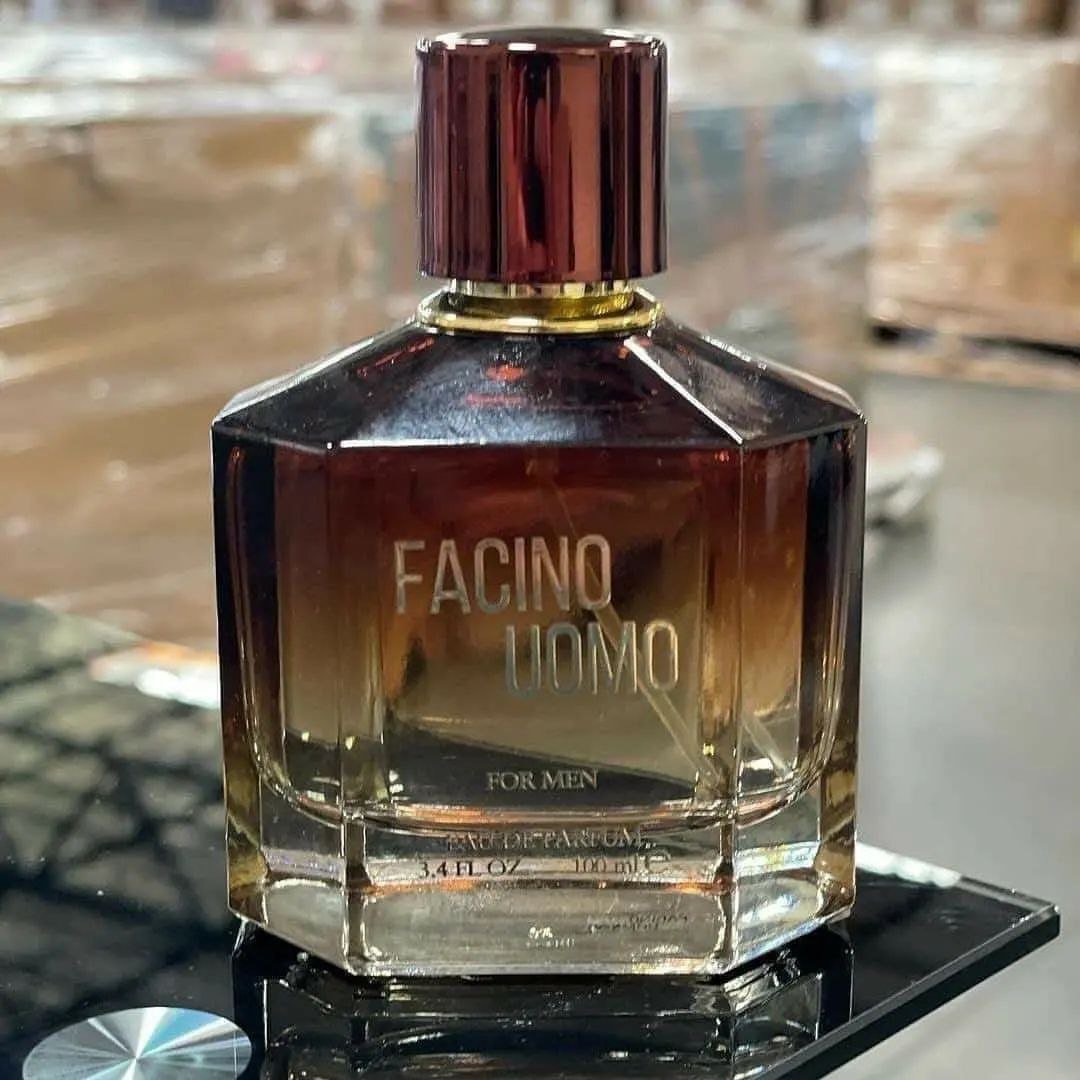 FACINO
UOMO
FOR MEN
EAU DE PARFUM
3.4 FL OZ 100 ml e